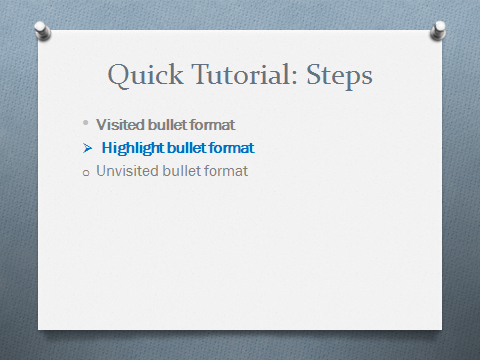 Quick Tutorial: Steps
• Visited bullet format
➢ Highlight bullet format
o Unvisited bullet format